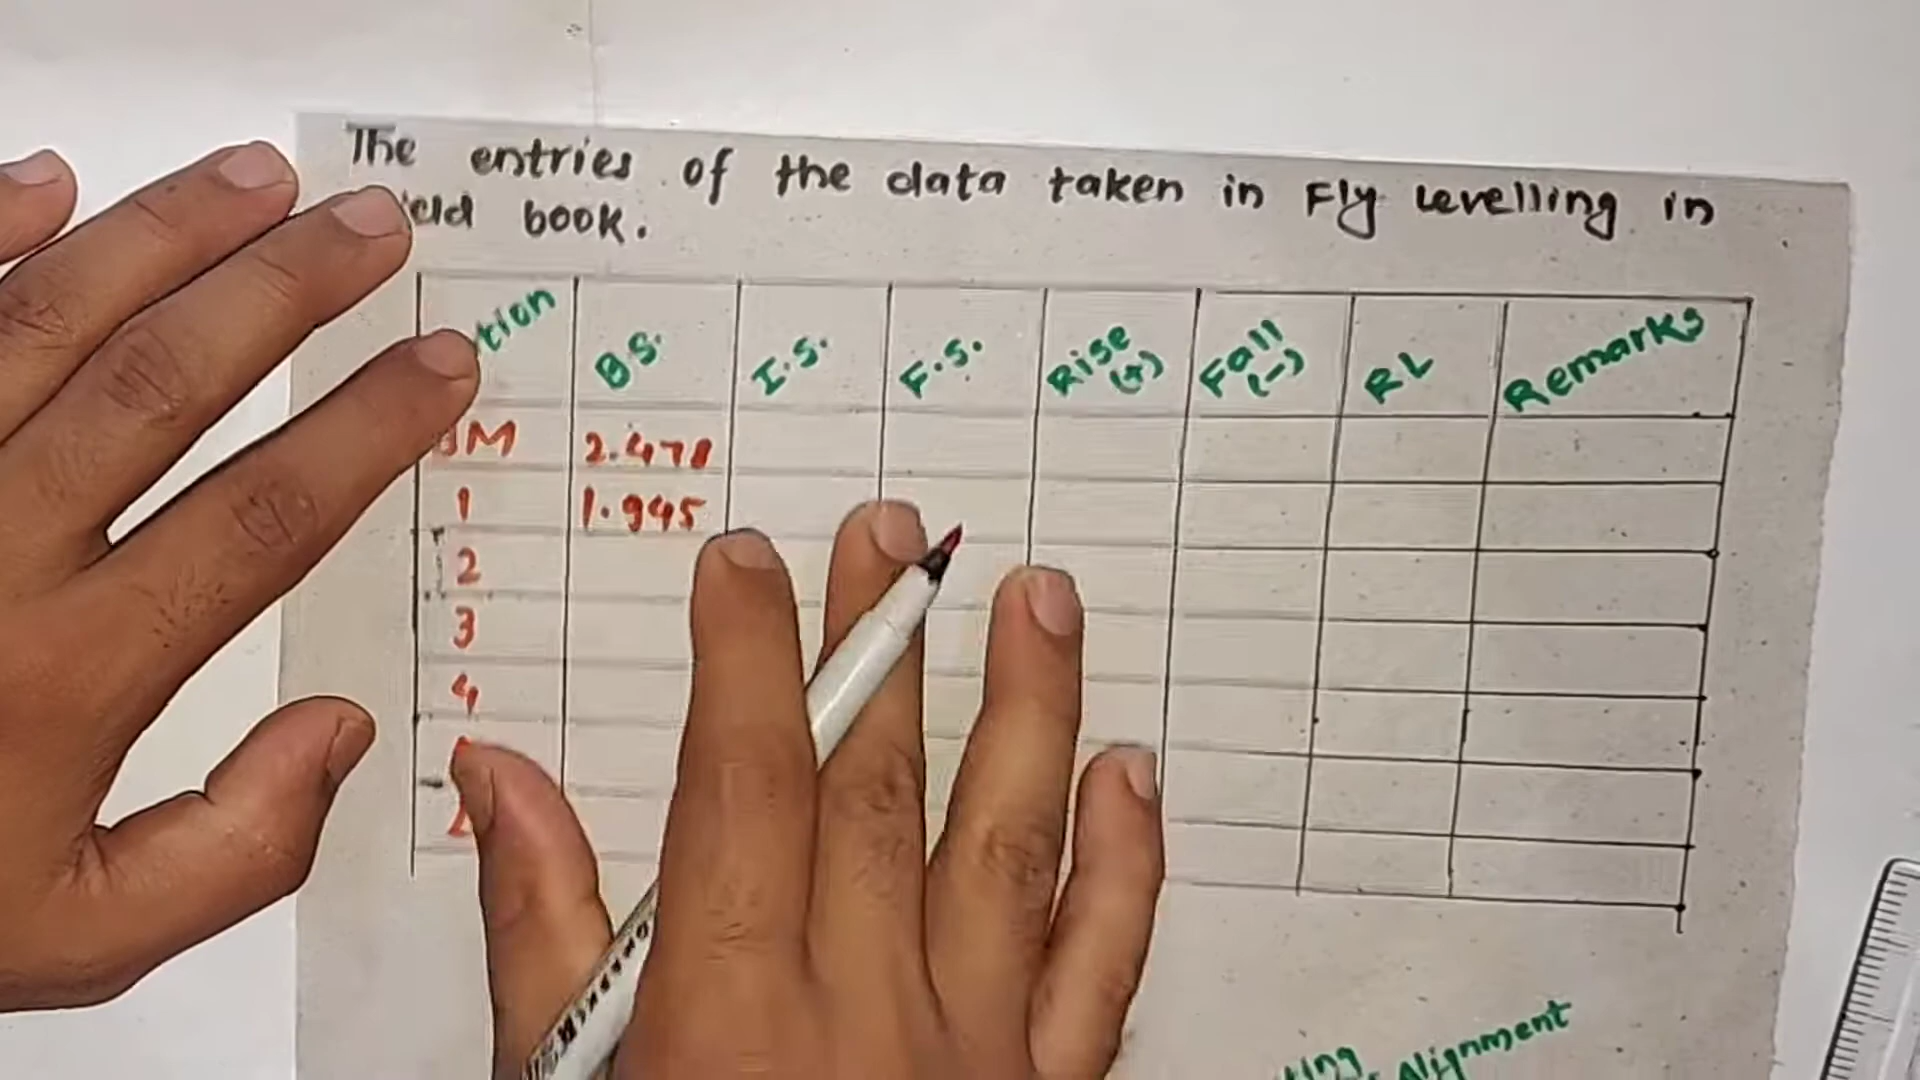 The entries of the data taken in Fly Levelling in
book.
B.S. I.S. F.S. Rise (+) Fall (-) RL Remarks
2.478
1 1.945
2
3
4
Alignment